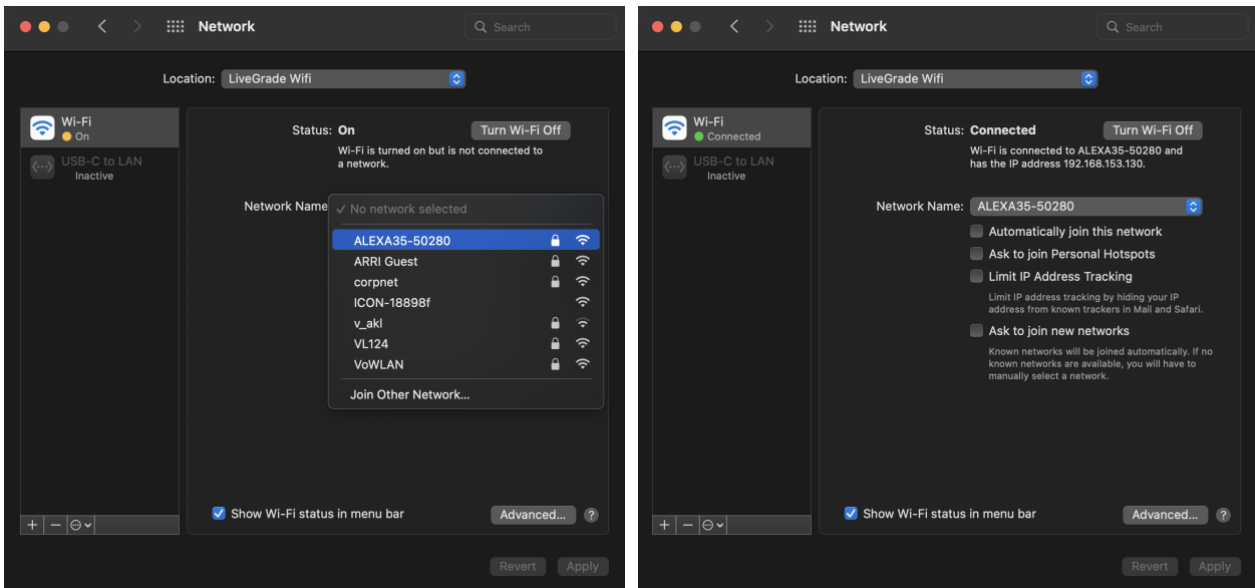 Network
Search
Location: LiveGrade Wifi
Wi-Fi
On
USB-C to LAN
Inactive
Status: On
Turn Wi-Fi Off
Wi-Fi is turned on but is not connected to
a network.
Network Name
✓ No network selected
ALEXA35-50280
ARRI Guest
corpnet
ICON-18898f
v_akl
VL124
VoWLAN
Join Other Network...
Show Wi-Fi status in menu bar
Advanced...
?
Revert
Apply
Network
Search
Location: LiveGrade Wifi
Wi-Fi
Connected
USB-C to LAN
Inactive
Status: Connected
Turn Wi-Fi Off
Wi-Fi is connected to ALEXA35-50280 and
has the IP address 192.168.153.130.
Network Name: ALEXA35-50280
Automatically join this network
Ask to join Personal Hotspots
Limit IP Address Tracking
Limit IP address tracking by hiding your IP
address from known trackers in Mail and Safari.
Ask to join new networks
Known networks will be joined automatically. If no
known networks are available, you will have to
manually select a network.
Show Wi-Fi status in menu bar
Advanced...
?
Revert
Apply